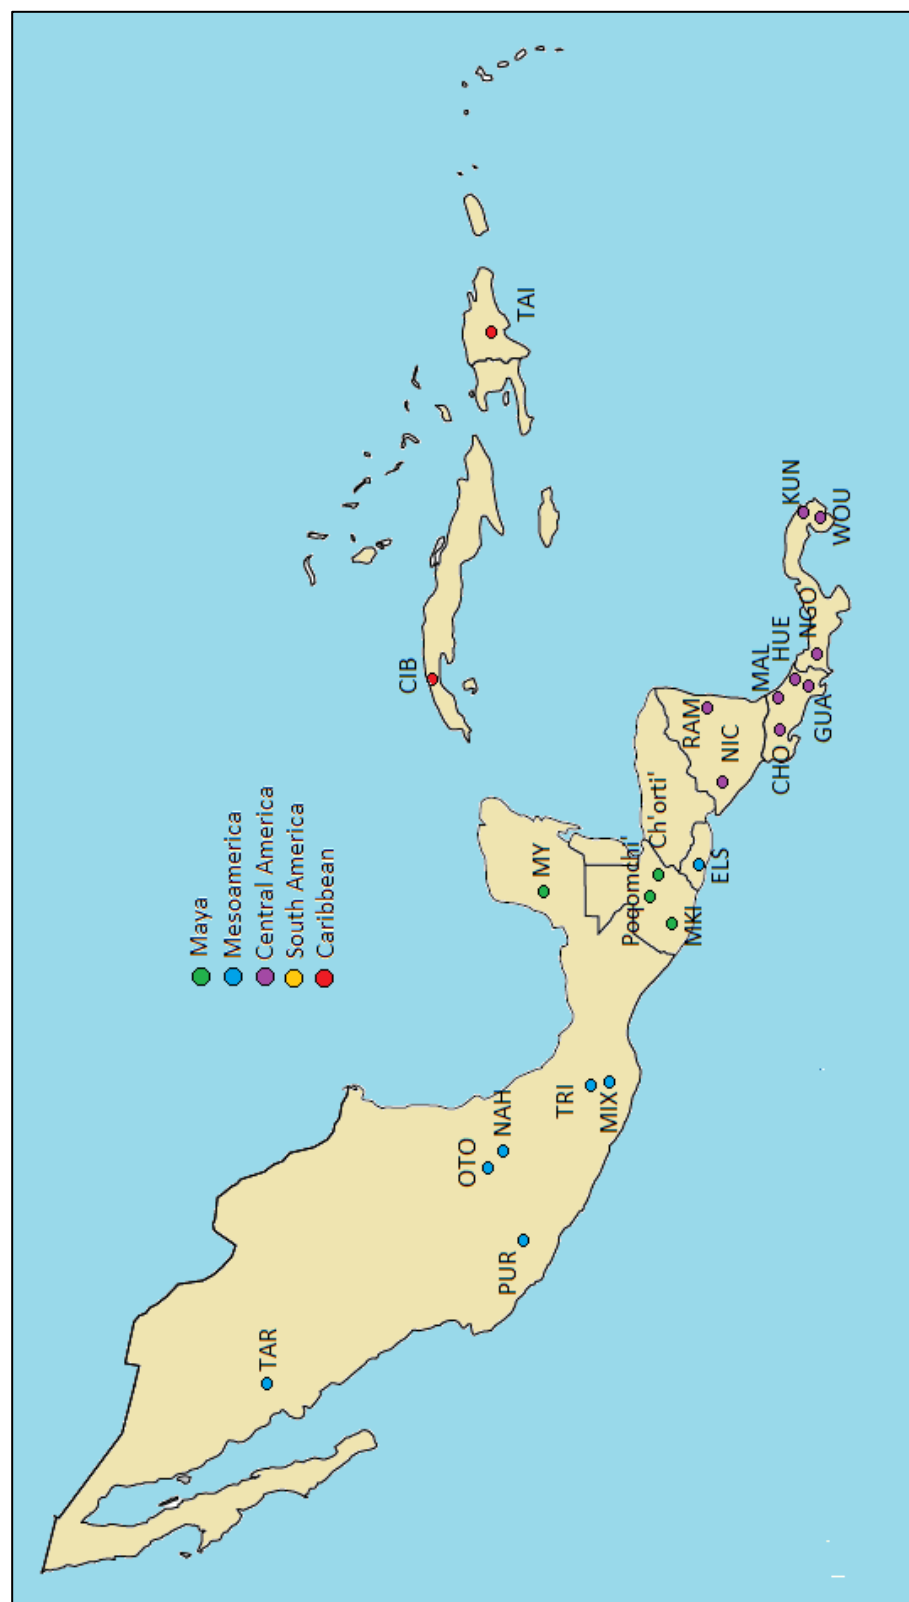 Maya
Mesoamerica
Central America
South America
Caribbean
TAR
PUR
OTO
NAH
TRI
MIX
MY
Poqomchi'
Ch'orti'
MKI
ELS
CIB
TAI
NIC
RAM
CHO
MAL
HUE
GUA
NGO
KUN
WOU